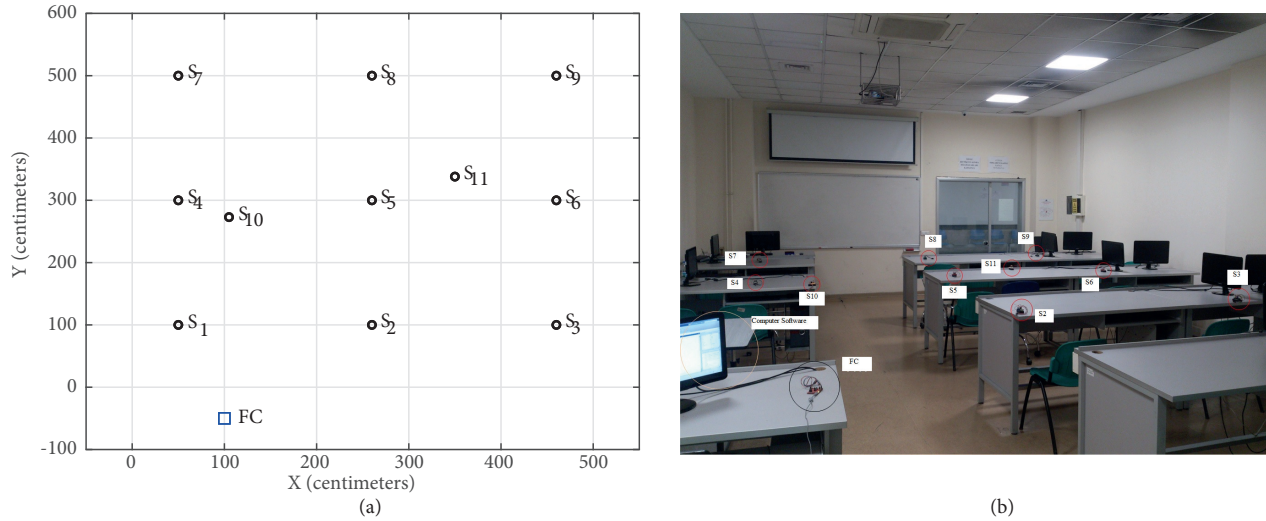 600
500
S7
S8
S9
400
S11
300
S4
S5
S6
S10
200
100
S1
S2
S3
0
FC
-100
0
100
200
300
400
500
X (centimeters)
Y (centimeters)
(a)
S8
S9
S7
S11
S3
S4
S5
S6
S10
S2
Computer Software
FC
(b)